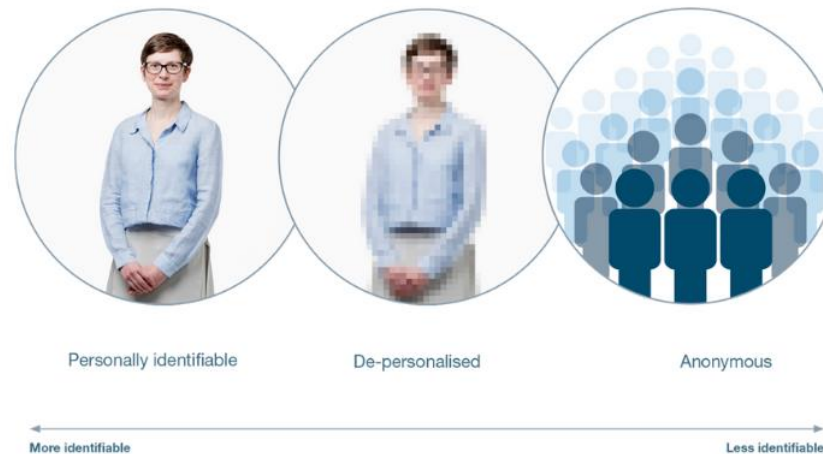 Personally identifiable
De-personalised
Anonymous
More identifiable
Less identifiable